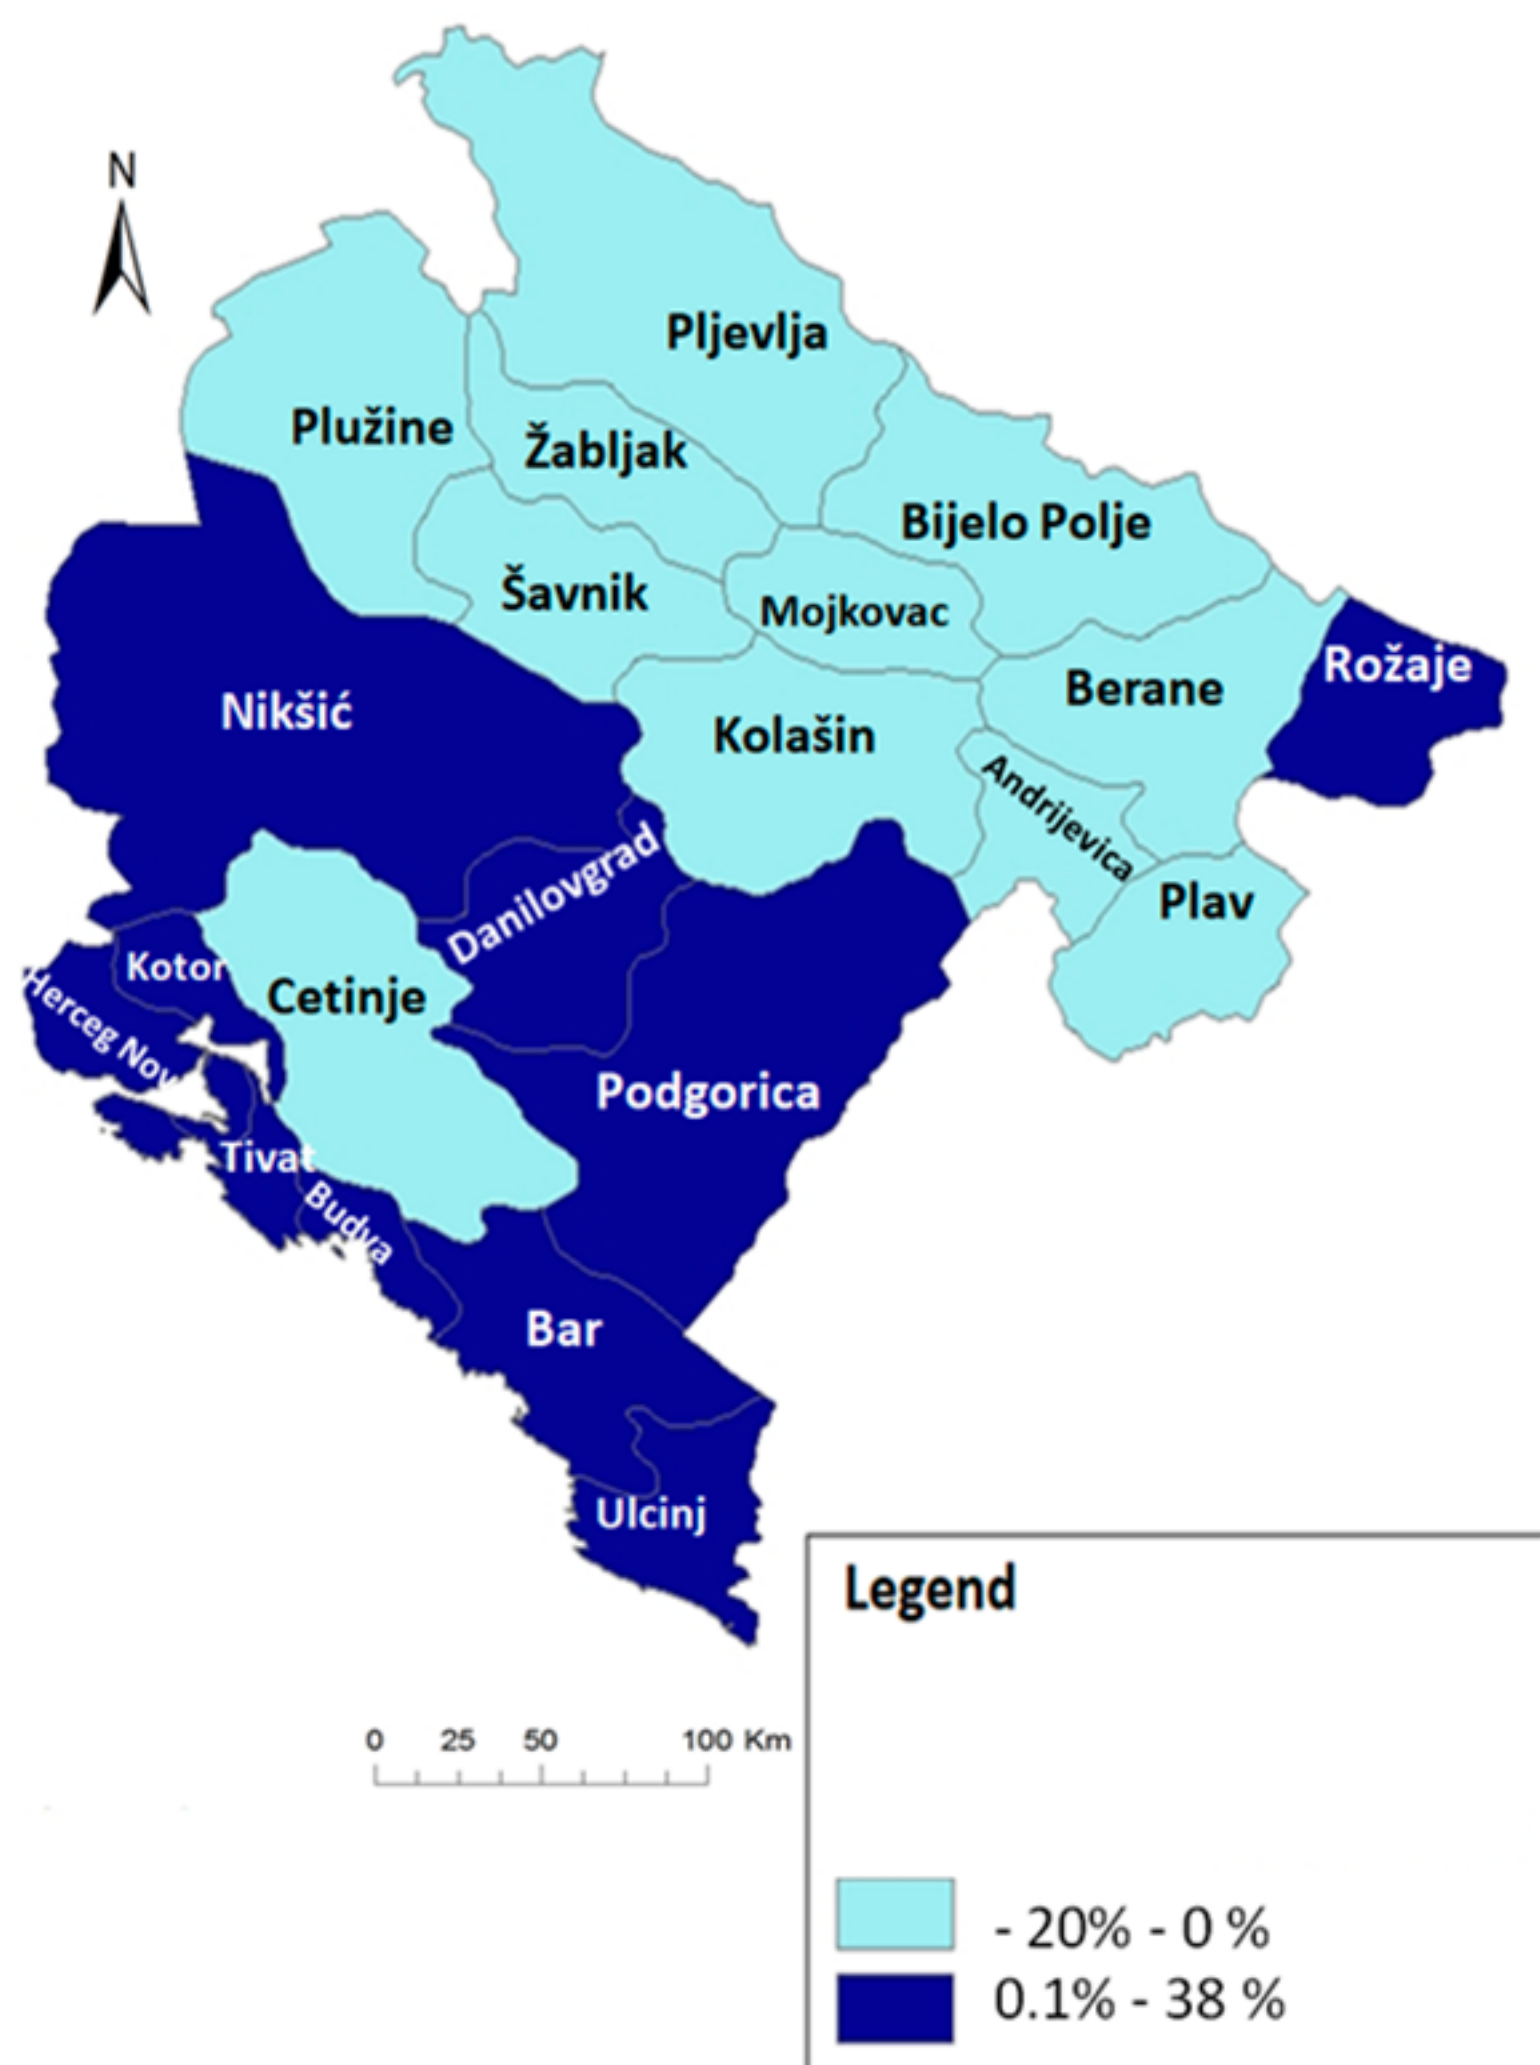 N
Pljevlja
Plužine
Žabljak
Bijelo Polje
Šavnik
Mojkovac
Rožaje
Berane
Nikšić
Kolašin
Andrijevica
Danilovgrad
Plav
Kotor
Cetinje
Herceg Nov
Podgorica
Tivat
Budva
Bar
Ulcinj
Legend
0 25 50 100 Km
- 20% - 0 %
0.1% - 38 %